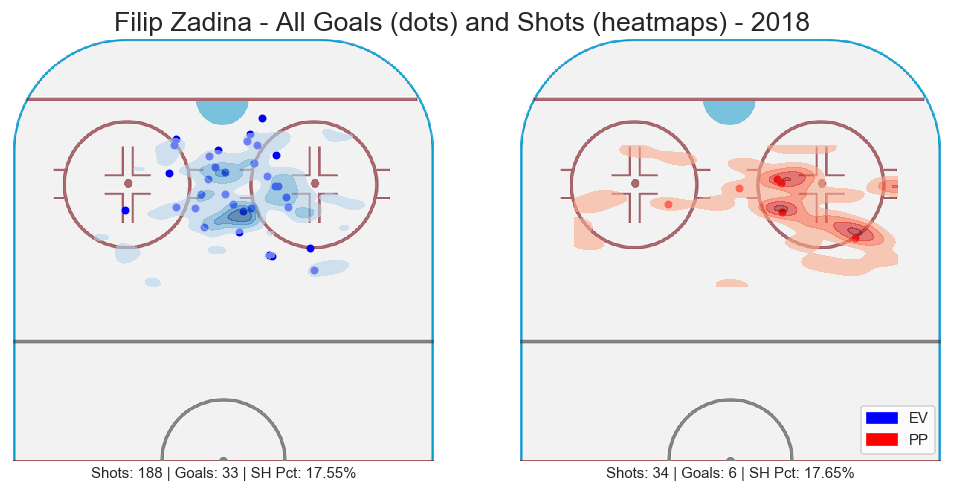 Filip Zadina - All Goals (dots) and Shots (heatmaps) - 2018
EV
PP
Shots: 188 | Goals: 33 | SH Pct: 17.55%
Shots: 34 | Goals: 6 | SH Pct: 17.65%